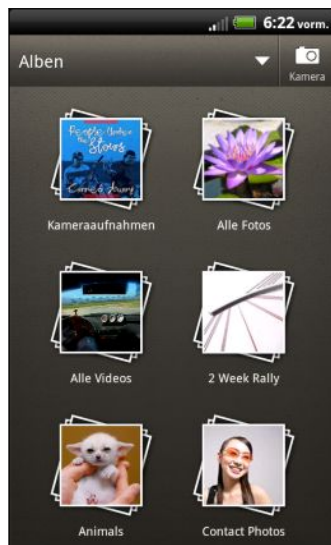 6:22 vorm.
Alben
Kamera
People Under
The Stairs
Carried Away
Kameraaufnahmen
Alle Fotos
Alle Videos
2 Week Rally
Animals
Contact Photos